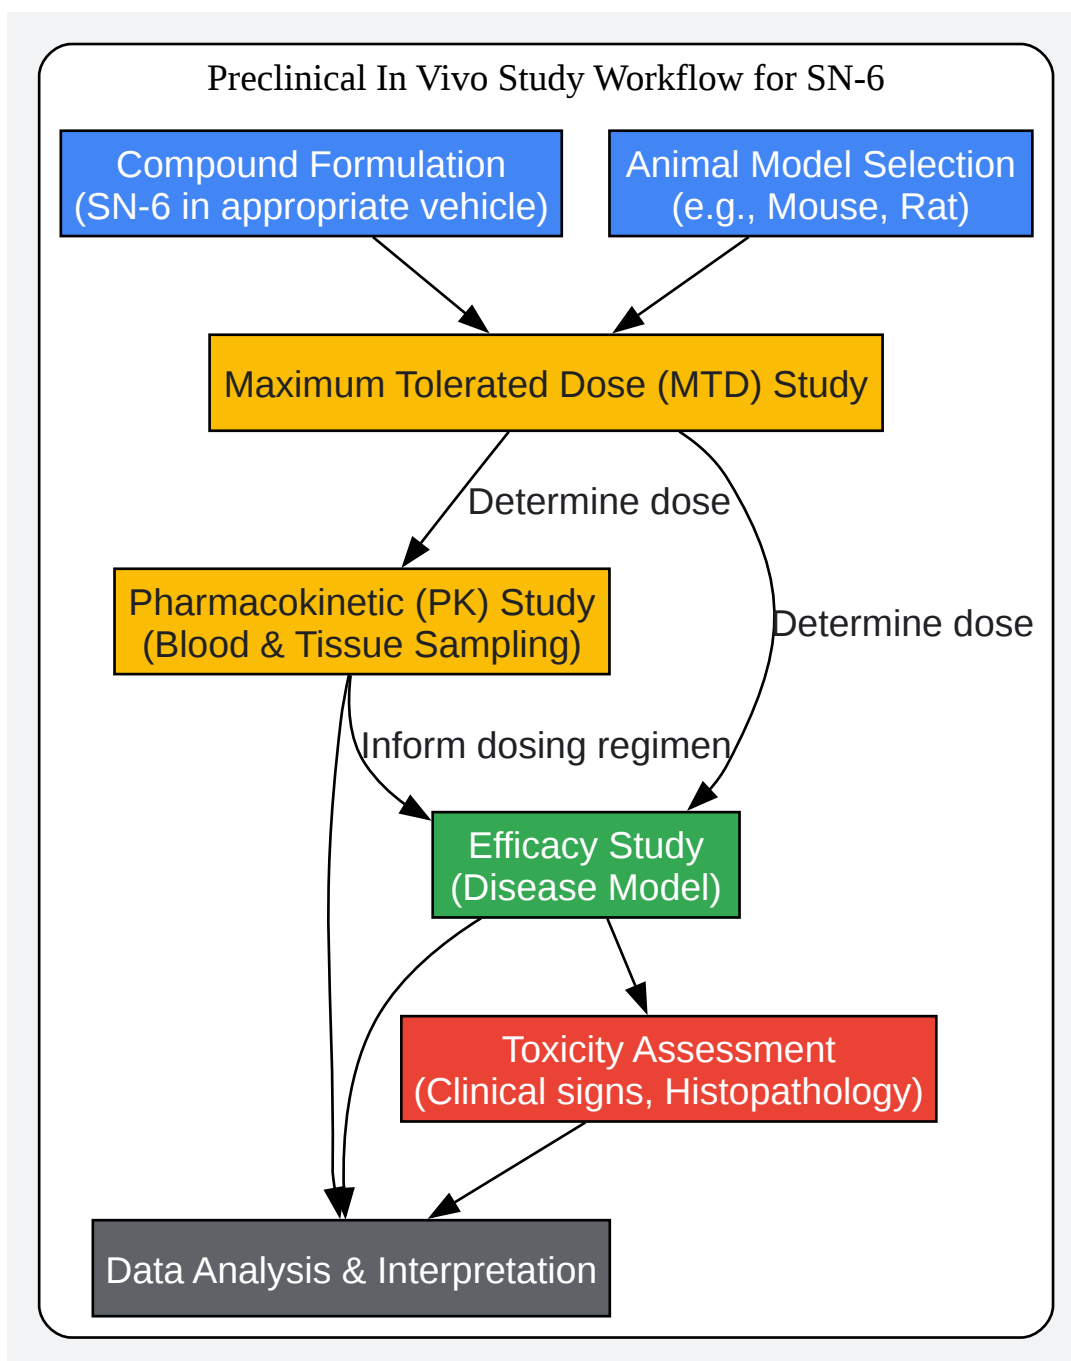 Preclinical In Vivo Study Workflow for SN-6
Compound Formulation
(SN-6 in appropriate vehicle)
Animal Model Selection
(e.g., Mouse, Rat)
Maximum Tolerated Dose (MTD) Study
Determine dose
Pharmacokinetic (PK) Study
(Blood & Tissue Sampling)
Determine dose
Inform dosing regimen
Efficacy Study
(Disease Model)
Toxicity Assessment
(Clinical signs, Histopathology)
Data Analysis & Interpretation